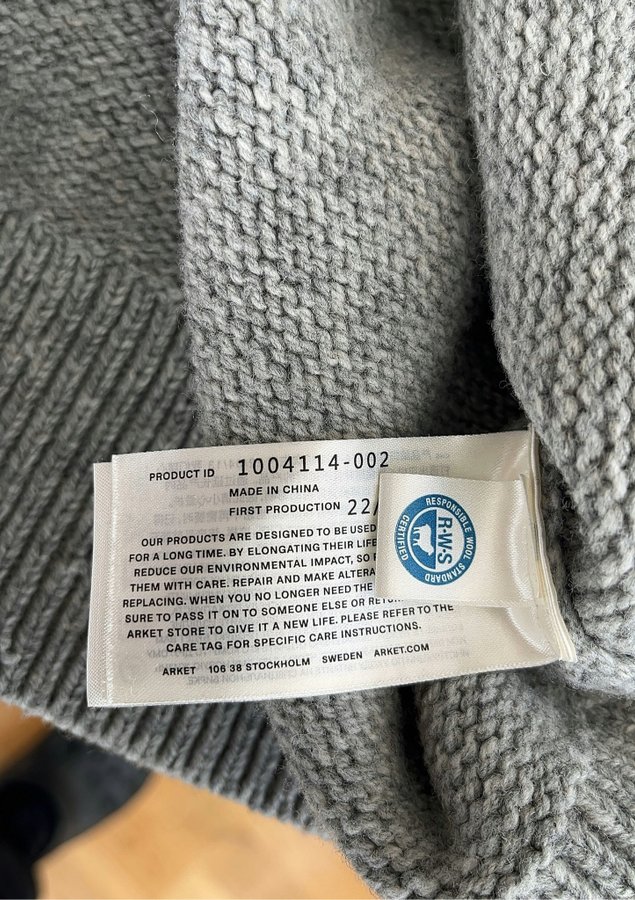 PRODUCT ID 1004114-002
MADE IN CHINA
FIRST PRODUCTION 22/
OUR PRODUCTS ARE DESIGNED TO BE USED
FOR A LONG TIME. BY ELONGATING THEIR LIFE
REDUCE OUR ENVIRONMENTAL IMPACT, SO
THEM WITH CARE. REPAIR AND MAKE ALTERA
REPLACING. WHEN YOU NO LONGER NEED THE
SURE TO PASS IT ON TO SOMEONE ELSE OR RETU
ARKET STORE TO GIVE IT A NEW LIFE. PLEASE REFER TO THE
CARE TAG FOR SPECIFIC CARE INSTRUCTIONS.
ARKET 106 38 STOCKHOLM SWEDEN ARKET.COM
RESPONSIBLE WOOL STANDARD
CERTIFIED
R·W·S